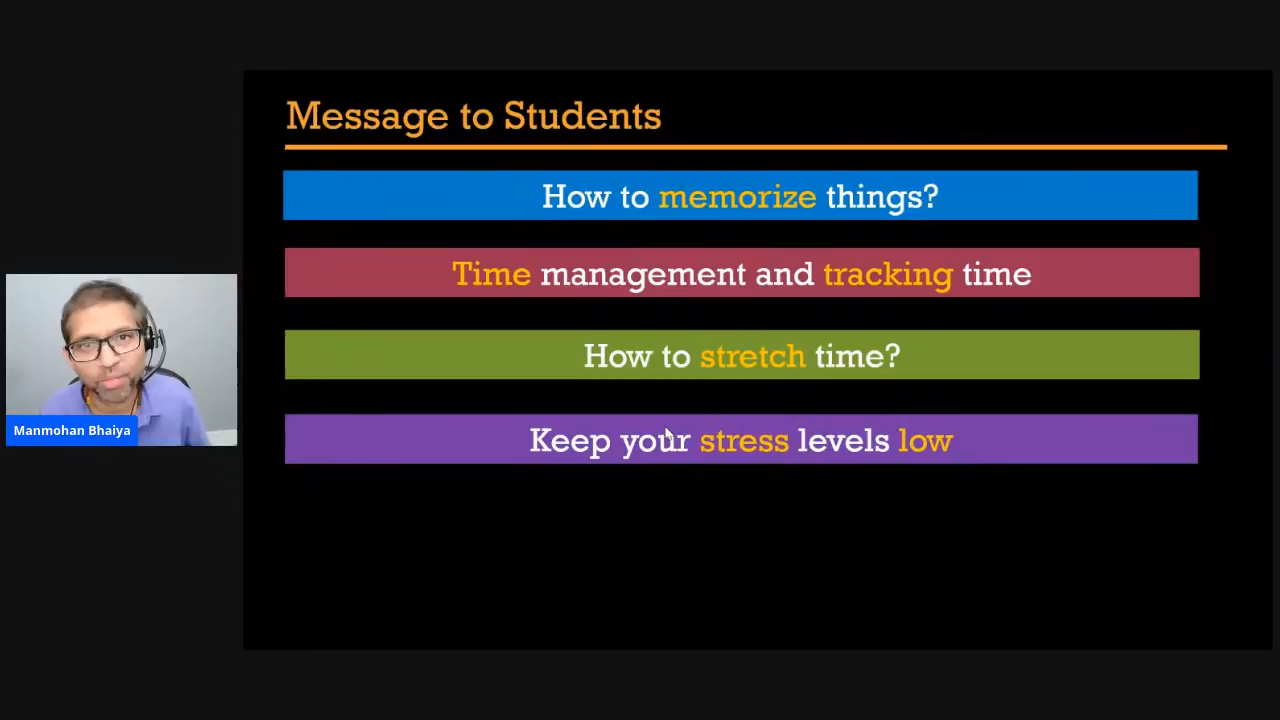 Message to Students
How to memorize things?
Time management and tracking time
How to stretch time?
Keep your stress levels low
Manmohan Bhaiya